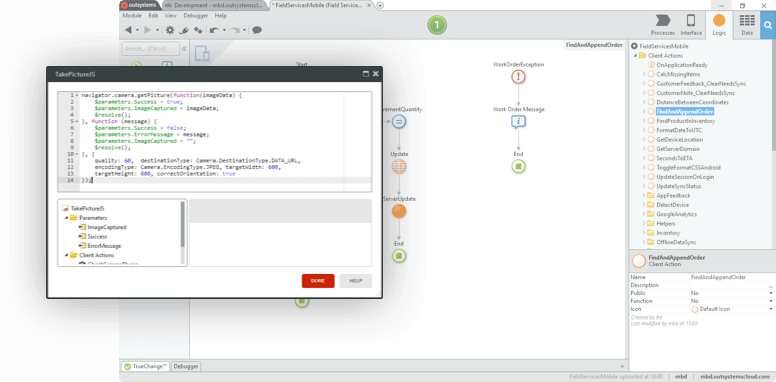 outsystems
Development - mbd.outsystemscloud...
* FieldServicesMobile (Field Service...
Module Edit View Debugger Help
1
Processes
Interface
Logic
Data
Search... (Ctrl+E)
FindAndAppendOrder
Start
WorkOrderException
Work Order Message
End
Update
ServerUpdate
End
TakePictureJS
1 navigator.camera.getPicture(function(imageData) {
2 $parameters.Success = true;
3 $parameters.ImageCaptured = imageData;
4 $resolve();
5 }, function (message) {
6 $parameters.Success = false;
7 $parameters.ErrorMessage = message;
8 $parameters.ImageCaptured = "";
9 $resolve();
10 }, {
11 quality: 60, destinationType: Camera.DestinationType.DATA_URL,
12 encodingType: Camera.EncodingType.JPEG, targetWidth: 600,
13 targetHeight: 600, correctOrientation: true
14 });
TakePictureJS
Parameters
ImageCaptured
Success
ErrorMessage
Client Actions
DONE
HELP
FieldServicesMobile
Client Actions
OnApplicationReady
CalcMissingItems
CustomerFeedback_ClearNeedsSync
CustomerNote_ClearNeedsSync
DistanceBetweenCoordinates
FindAndAppendOrder
FindProductInInventory
FormatDateToUTC
GetDeviceLocation
GetServerDomain
SecondsToETA
ToggleFormatCSSAndroid
UpdateSessionOnLogin
UpdateSyncStatus
AppFeedback
DetectDevice
GoogleAnalytics
Helpers
Inventory
OfflineDataSync
FindAndAppendOrder
Client Action
Name FindAndAppendOrder
Description ...
Public No
Function No
Icon Default Icon
Created by tra
Last modified by mbd at 15:02
TrueChange™
Debugger
FieldServicesMobile uploaded at 14:40
mbd
mbd.outsystemscloud.com